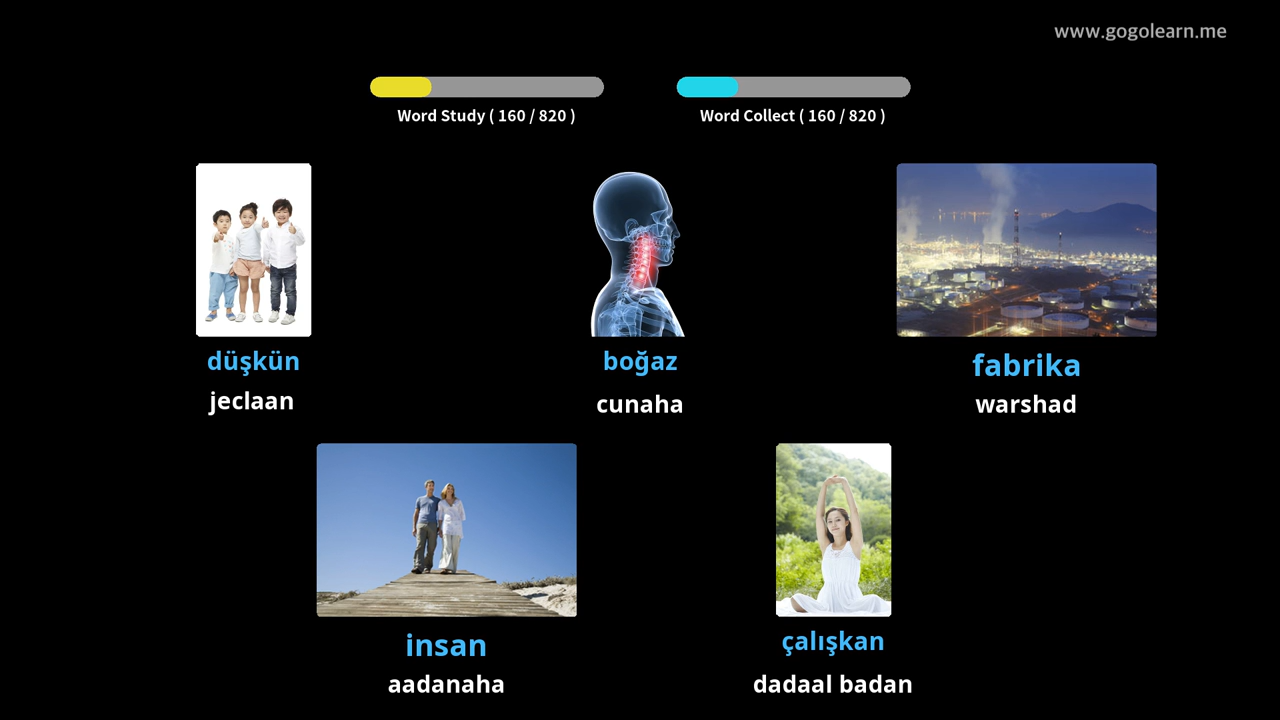 www.gogolearn.me
Word Study ( 160 / 820 )
Word Collect ( 160 / 820 )
düşkün
jeclaan
boğaz
cunaha
fabrika
warshad
insan
aadanaha
çalışkan
dadaal badan